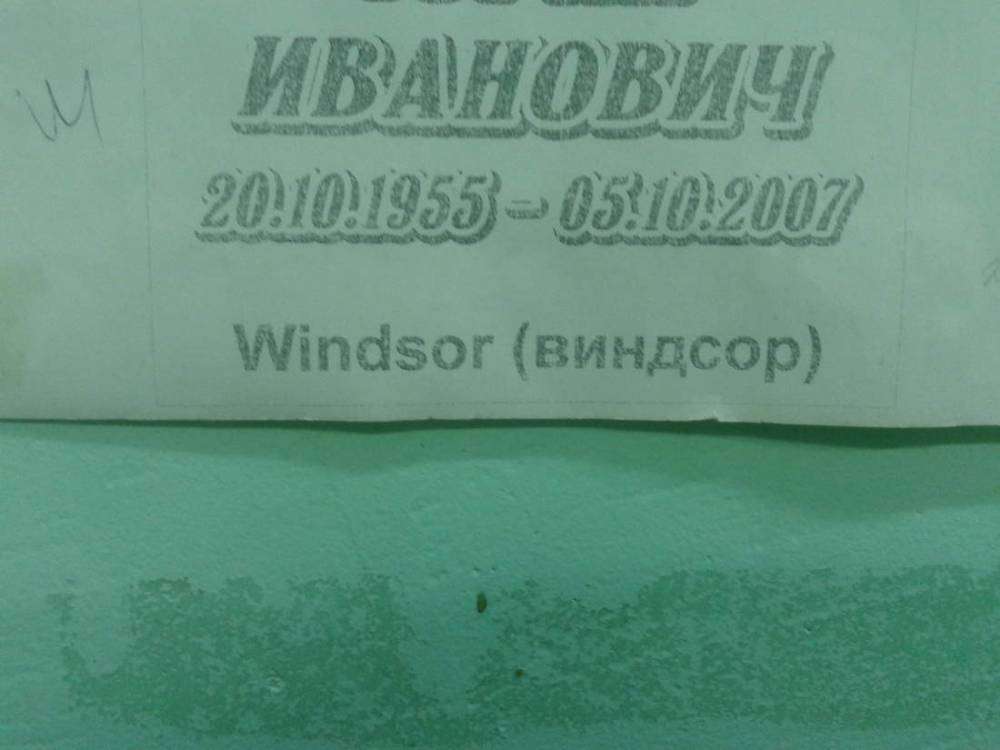 ИВАНОВИЧ
20.10.1955 – 05.10.2007
Windsor (виндсор)